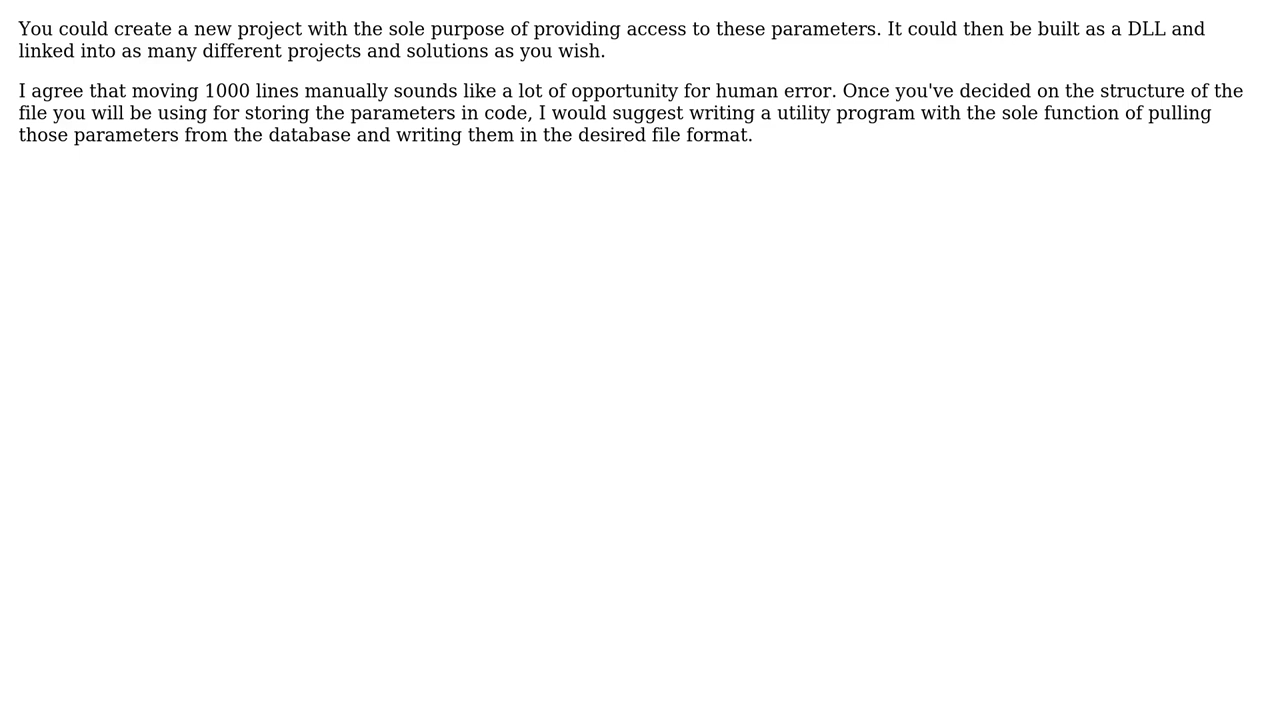 You could create a new project with the sole purpose of providing access to these parameters. It could then be built as a DLL and
linked into as many different projects and solutions as you wish.
I agree that moving 1000 lines manually sounds like a lot of opportunity for human error. Once you've decided on the structure of the
file you will be using for storing the parameters in code, I would suggest writing a utility program with the sole function of pulling
those parameters from the database and writing them in the desired file format.